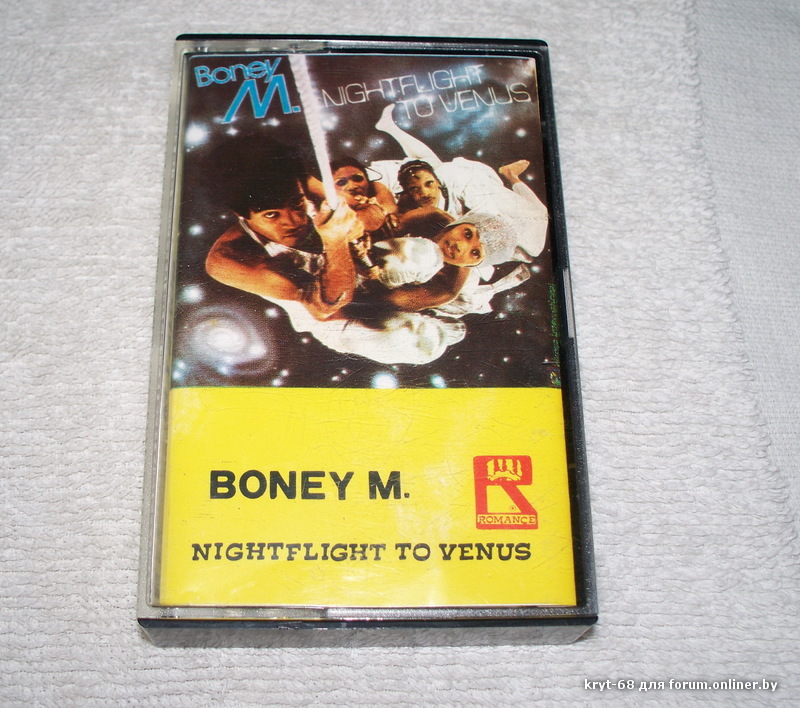 Boney M.
NIGHTFLIGHT
TO VENUS
BONEY M.
ROMANCE
NIGHTFLIGHT TO VENUS
kryt-68 для forum.onliner.by